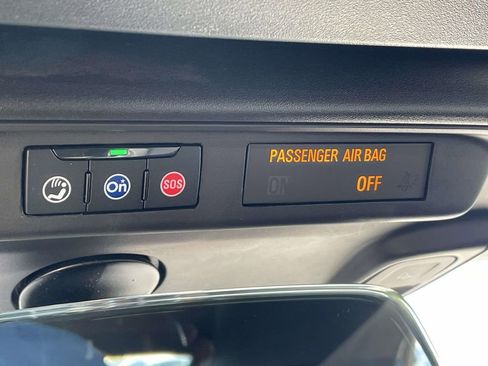 PASSENGER AIR BAG
On SOS ON OFF